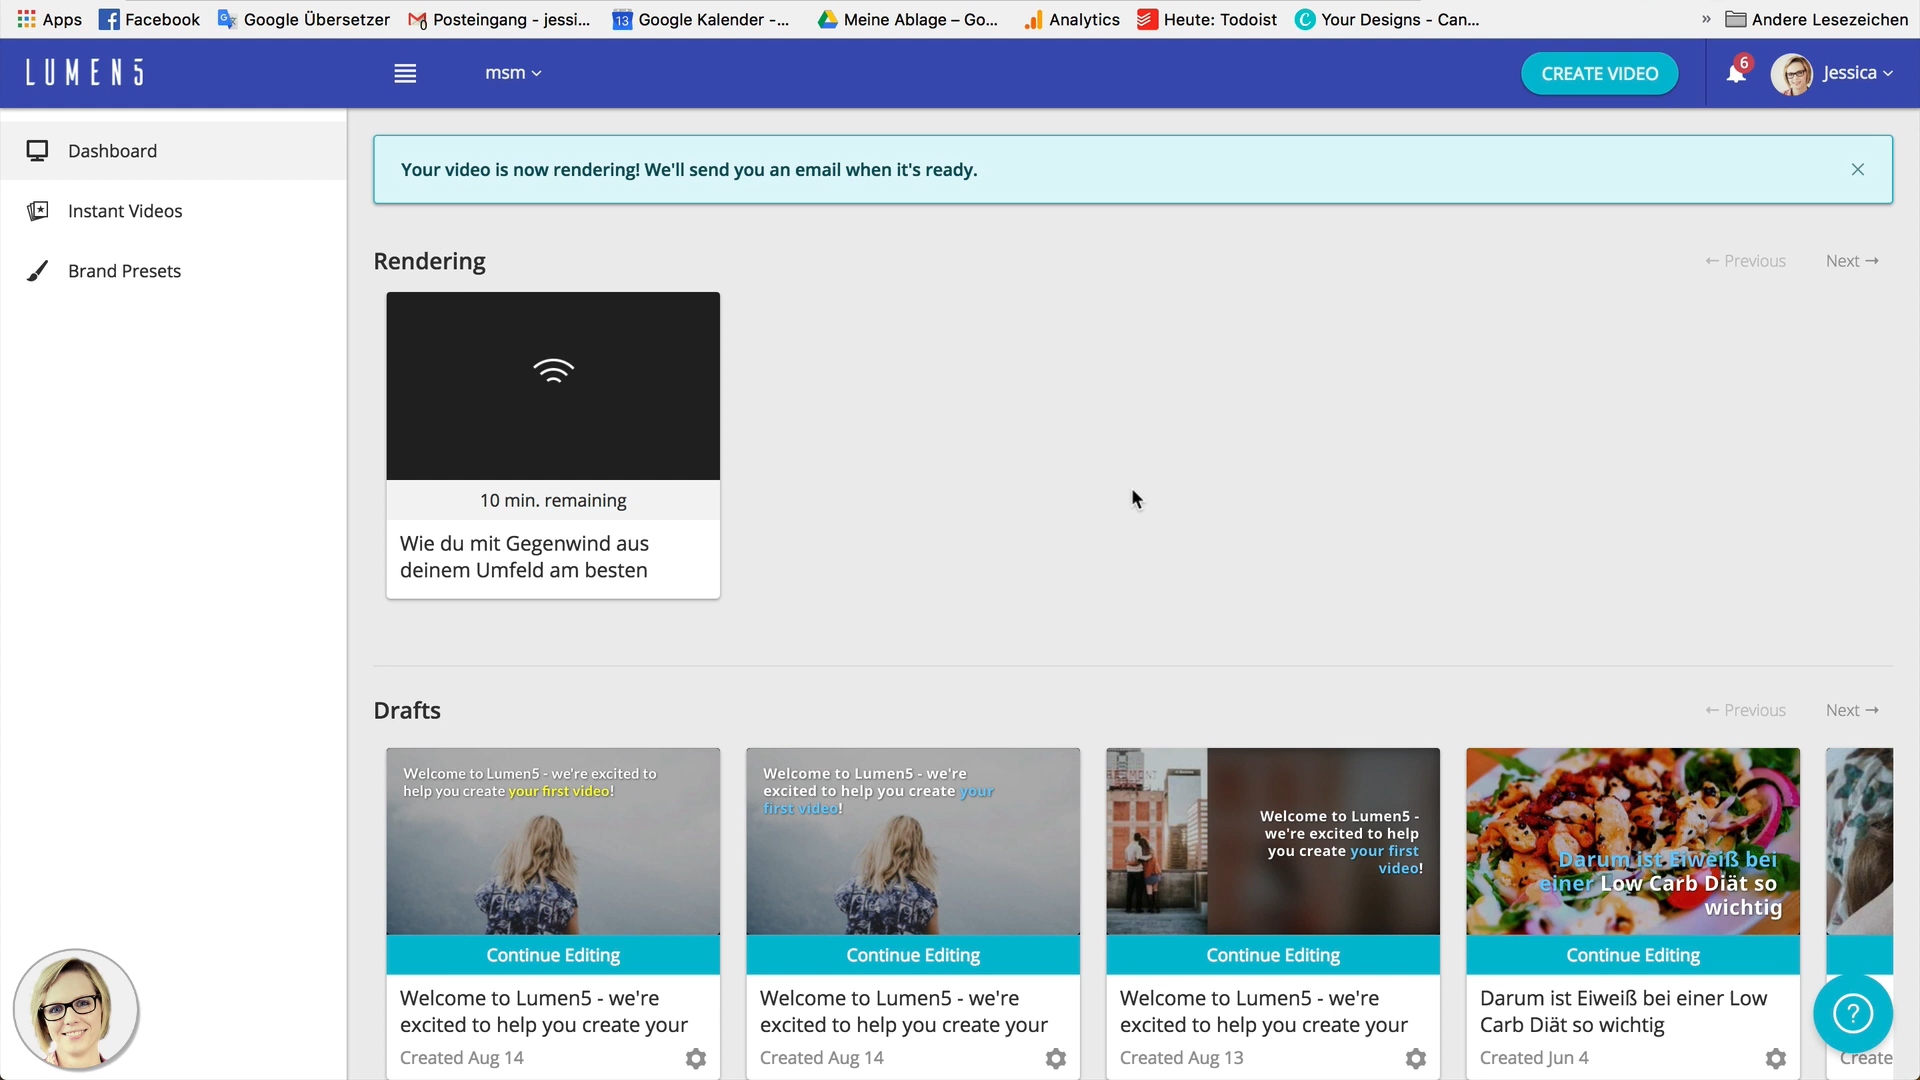 Apps Facebook Google Übersetzer Posteingang - jessi... 13 Google Kalender -... Meine Ablage – Go... Analytics Heute: Todoist Your Designs - Can... » Andere Lesezeichen
LUMEN5 msm CREATE VIDEO 6 Jessica
Dashboard
Instant Videos
Brand Presets
Your video is now rendering! We'll send you an email when it's ready.
Rendering ← Previous Next →
10 min. remaining
Wie du mit Gegenwind aus
deinem Umfeld am besten
Drafts ← Previous Next →
Welcome to Lumen5 - we're excited to
help you create your first video!
Continue Editing
Welcome to Lumen5 - we're
excited to help you create your
Created Aug 14
Welcome to Lumen5 - we're
excited to help you create your
first video!
Continue Editing
Welcome to Lumen5 - we're
excited to help you create your
Created Aug 14
Welcome to Lumen5 -
we're excited to help
you create your first
video!
Continue Editing
Welcome to Lumen5 - we're
excited to help you create your
Created Aug 13
Darum ist Eiweiß bei
einer Low Carb Diät so
wichtig
Continue Editing
Darum ist Eiweiß bei einer Low
Carb Diät so wichtig
Created Jun 4
?
Create